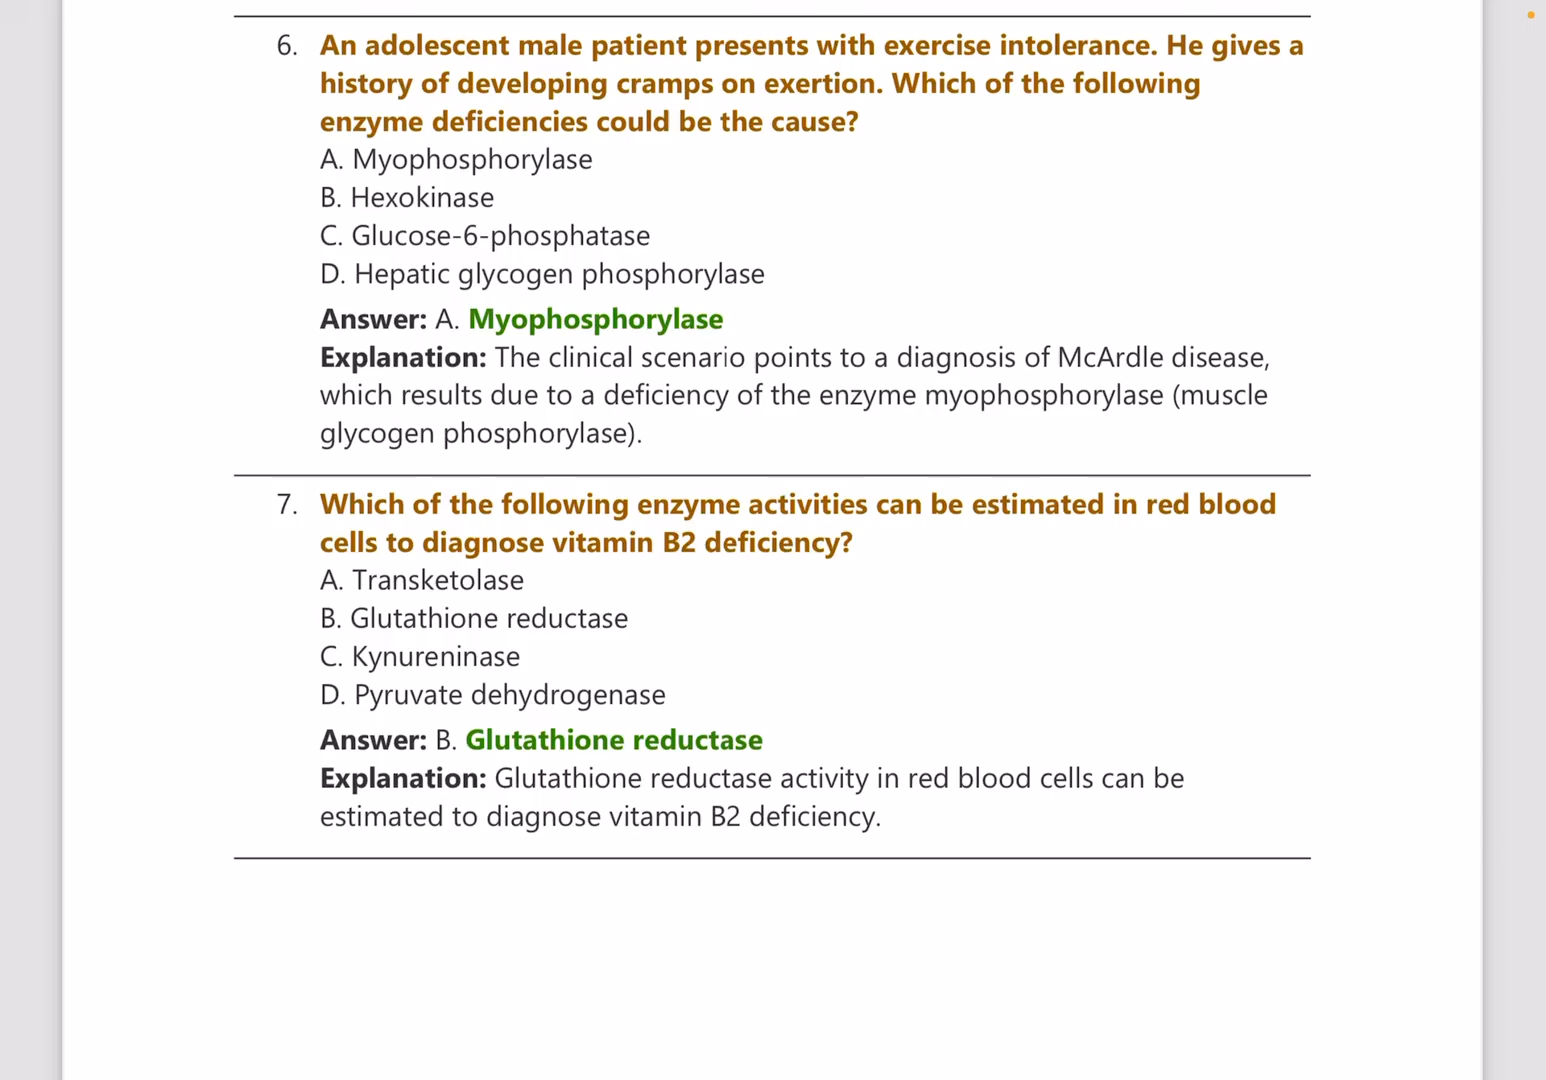 6. An adolescent male patient presents with exercise intolerance. He gives a
history of developing cramps on exertion. Which of the following
enzyme deficiencies could be the cause?
A. Myophosphorylase
B. Hexokinase
C. Glucose-6-phosphatase
D. Hepatic glycogen phosphorylase
Answer: A. Myophosphorylase
Explanation: The clinical scenario points to a diagnosis of McArdle disease,
which results due to a deficiency of the enzyme myophosphorylase (muscle
glycogen phosphorylase).
7. Which of the following enzyme activities can be estimated in red blood
cells to diagnose vitamin B2 deficiency?
A. Transketolase
B. Glutathione reductase
C. Kynureninase
D. Pyruvate dehydrogenase
Answer: B. Glutathione reductase
Explanation: Glutathione reductase activity in red blood cells can be
estimated to diagnose vitamin B2 deficiency.